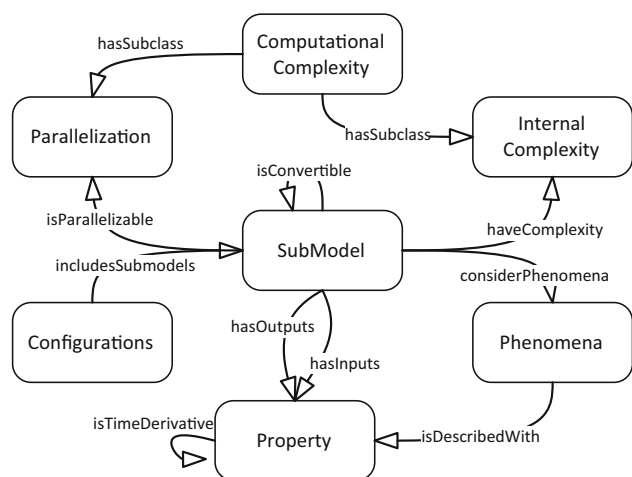 Computational
Complexity
hasSubclass
Parallelization
Internal
Complexity
hasSubclass
isConvertible
isParallelizable
SubModel
haveComplexity
includesSubmodels
considerPhenomena
Configurations
hasOutputs
hasInputs
Phenomena
isTimeDerivative
Property
isDescribedWith